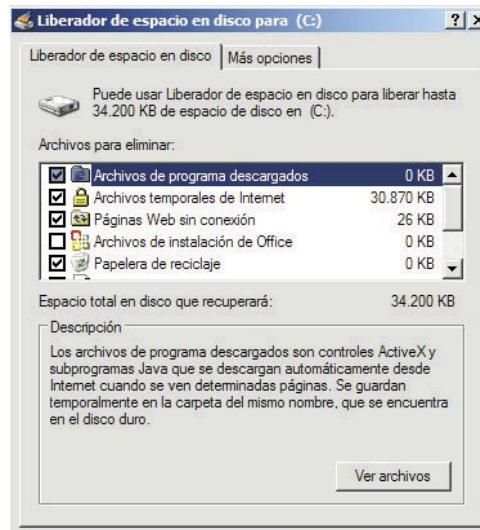 Liberador de espacio en disco para (C:)
Liberador de espacio en disco
Más opciones
Puede usar Liberador de espacio en disco para liberar hasta
34.200 KB de espacio de disco en (C:).
Archivos para eliminar:
Archivos de programa descargados 0 KB
Archivos temporales de Internet 30.870 KB
Páginas Web sin conexión 26 KB
Archivos de instalación de Office 0 KB
Papelera de reciclaje 0 KB
Espacio total en disco que recuperará: 34.200 KB
Descripción
Los archivos de programa descargados son controles ActiveX y
subprogramas Java que se descargan automáticamente desde
Internet cuando se ven determinadas páginas. Se guardan
temporalmente en la carpeta del mismo nombre, que se encuentra
en el disco duro.
Ver archivos